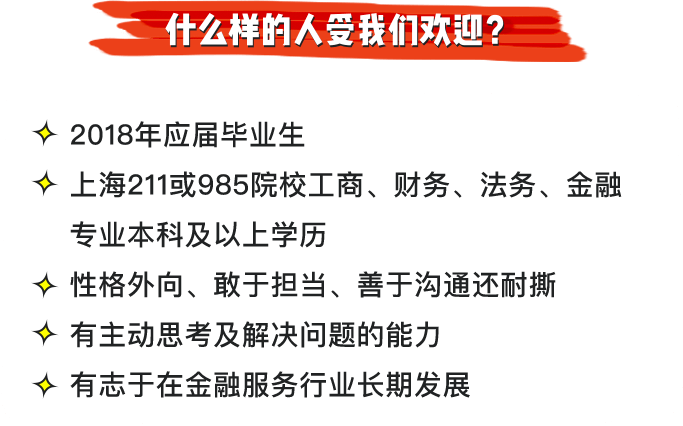 什么样的人受我们欢迎?
2018年应届毕业生
上海211或985院校工商、财务、法务、金融
专业本科及以上学历
性格外向、敢于担当、善于沟通还耐撕
有主动思考及解决问题的能力
有志于在金融服务行业长期发展